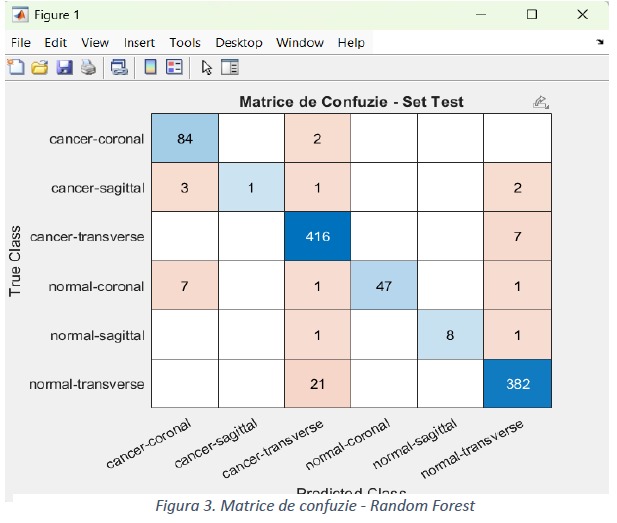 Figure 1
File Edit View Insert Tools Desktop Window Help
Matrice de Confuzie - Set Test
True Class
cancer-coronal 84 2
cancer-sagittal 3 1 1 2
cancer-transverse 416 7
normal-coronal 7 1 47 1
normal-sagittal 1 8 1
normal-transverse 21 382
cancer-coronal cancer-sagittal cancer-transverse normal-coronal normal-sagittal normal-transverse
Predicted Class
Figura 3. Matrice de confuzie - Random Forest